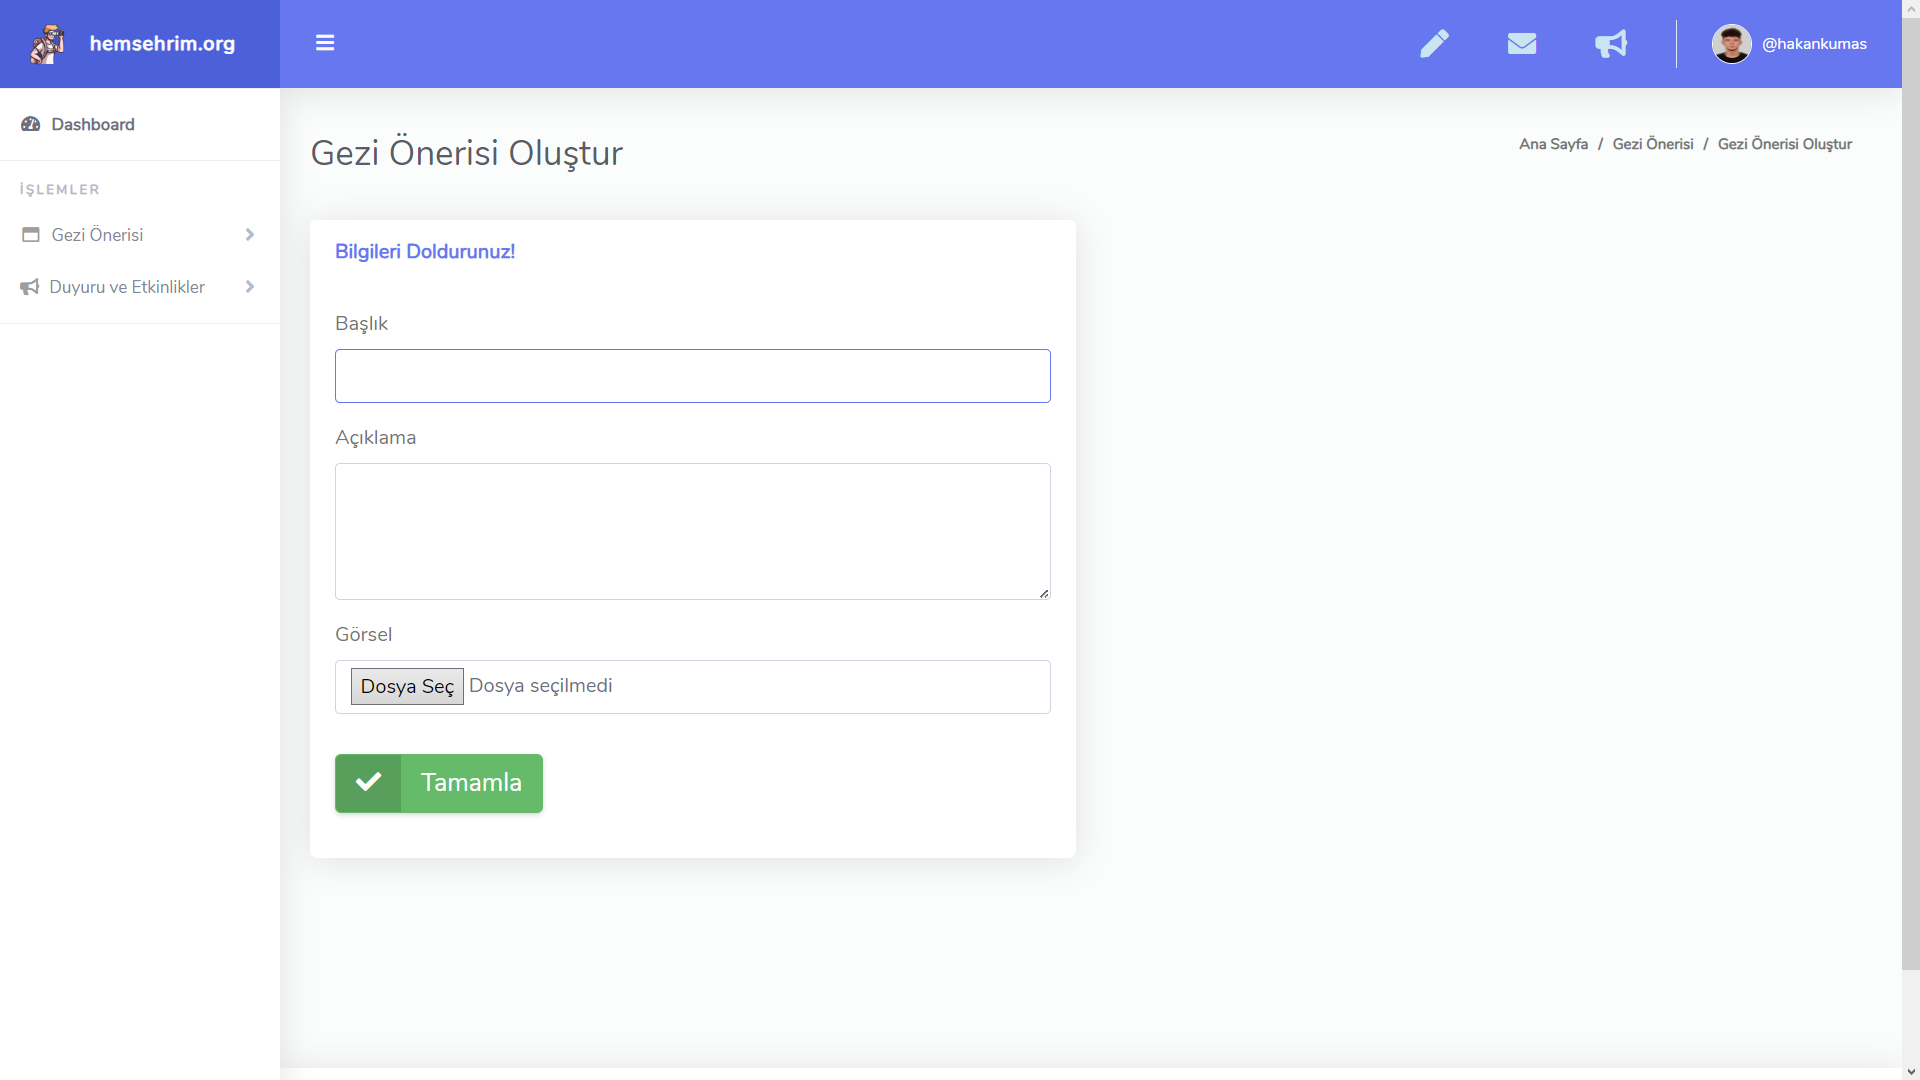 hemsehrim.org
@hakankumas
Dashboard
İŞLEMLER
Gezi Önerisi
Duyuru ve Etkinlikler
Gezi Önerisi Oluştur
Ana Sayfa / Gezi Önerisi / Gezi Önerisi Oluştur
Bilgileri Doldurunuz!
Başlık
Açıklama
Görsel
Dosya Seç Dosya seçilmedi
Tamamla